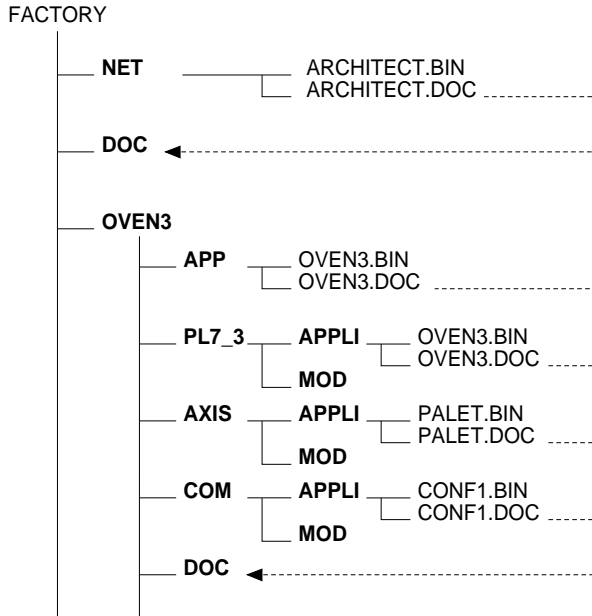 FACTORY
NET ARCHITECT.BIN
ARCHITECT.DOC
DOC
OVEN3
APP OVEN3.BIN
OVEN3.DOC
PL7_3 APPLI OVEN3.BIN
OVEN3.DOC
MOD
AXIS APPLI PALET.BIN
PALET.DOC
MOD
COM APPLI CONF1.BIN
CONF1.DOC
MOD
DOC